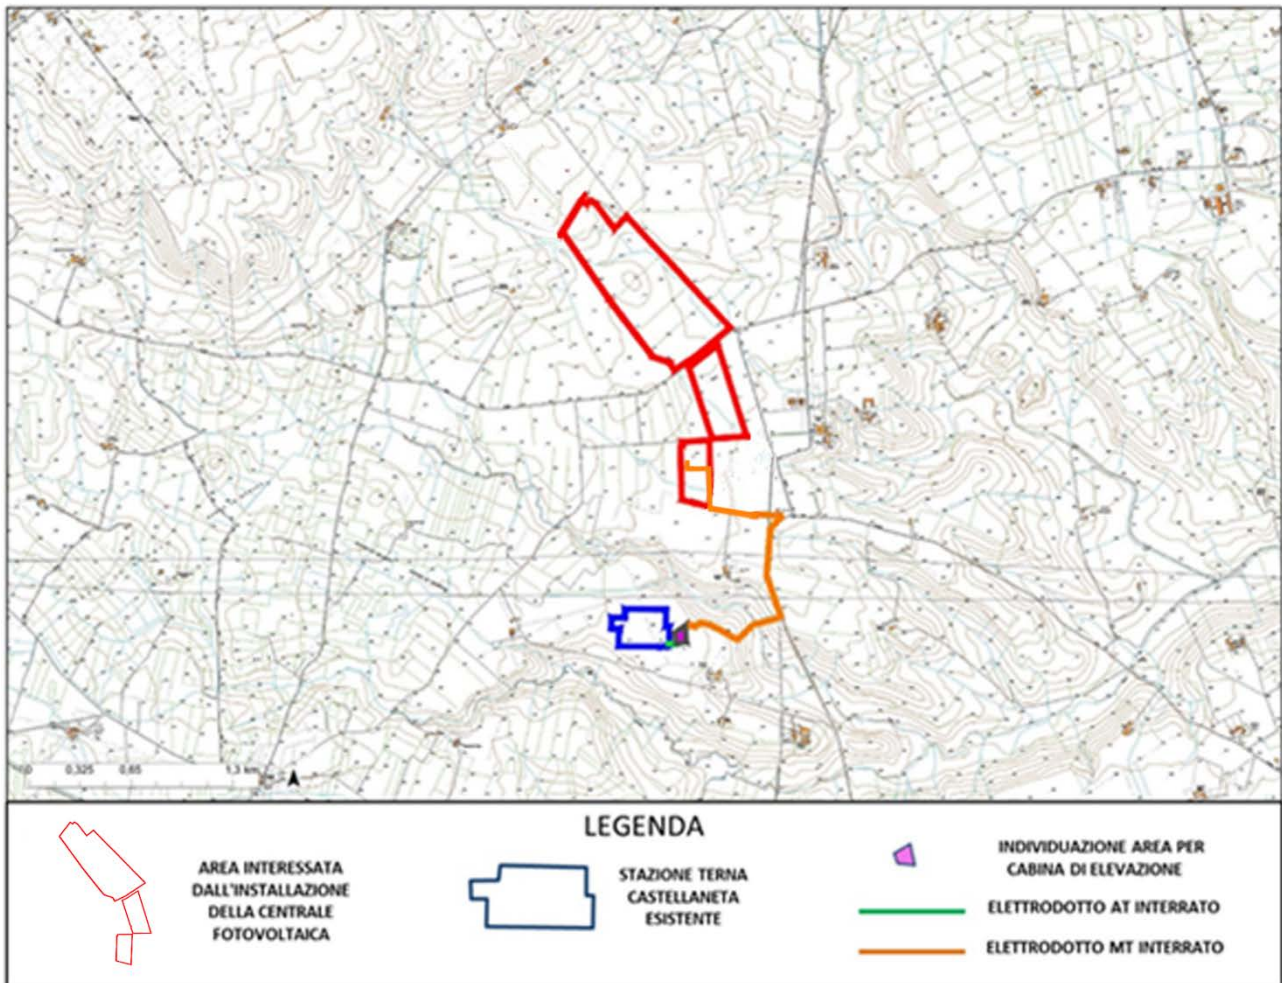 0 0.325 0.65 1.3 km
LEGENDA
AREA INTERESSATA
DALL'INSTALLAZIONE
DELLA CENTRALE
FOTOVOLTAICA
STAZIONE TERNA
CASTELLANETA
ESISTENTE
INDIVIDUAZIONE AREA PER
CABINA DI ELEVAZIONE
ELETTRODOTTO AT INTERRATO
ELETTRODOTTO MT INTERRATO